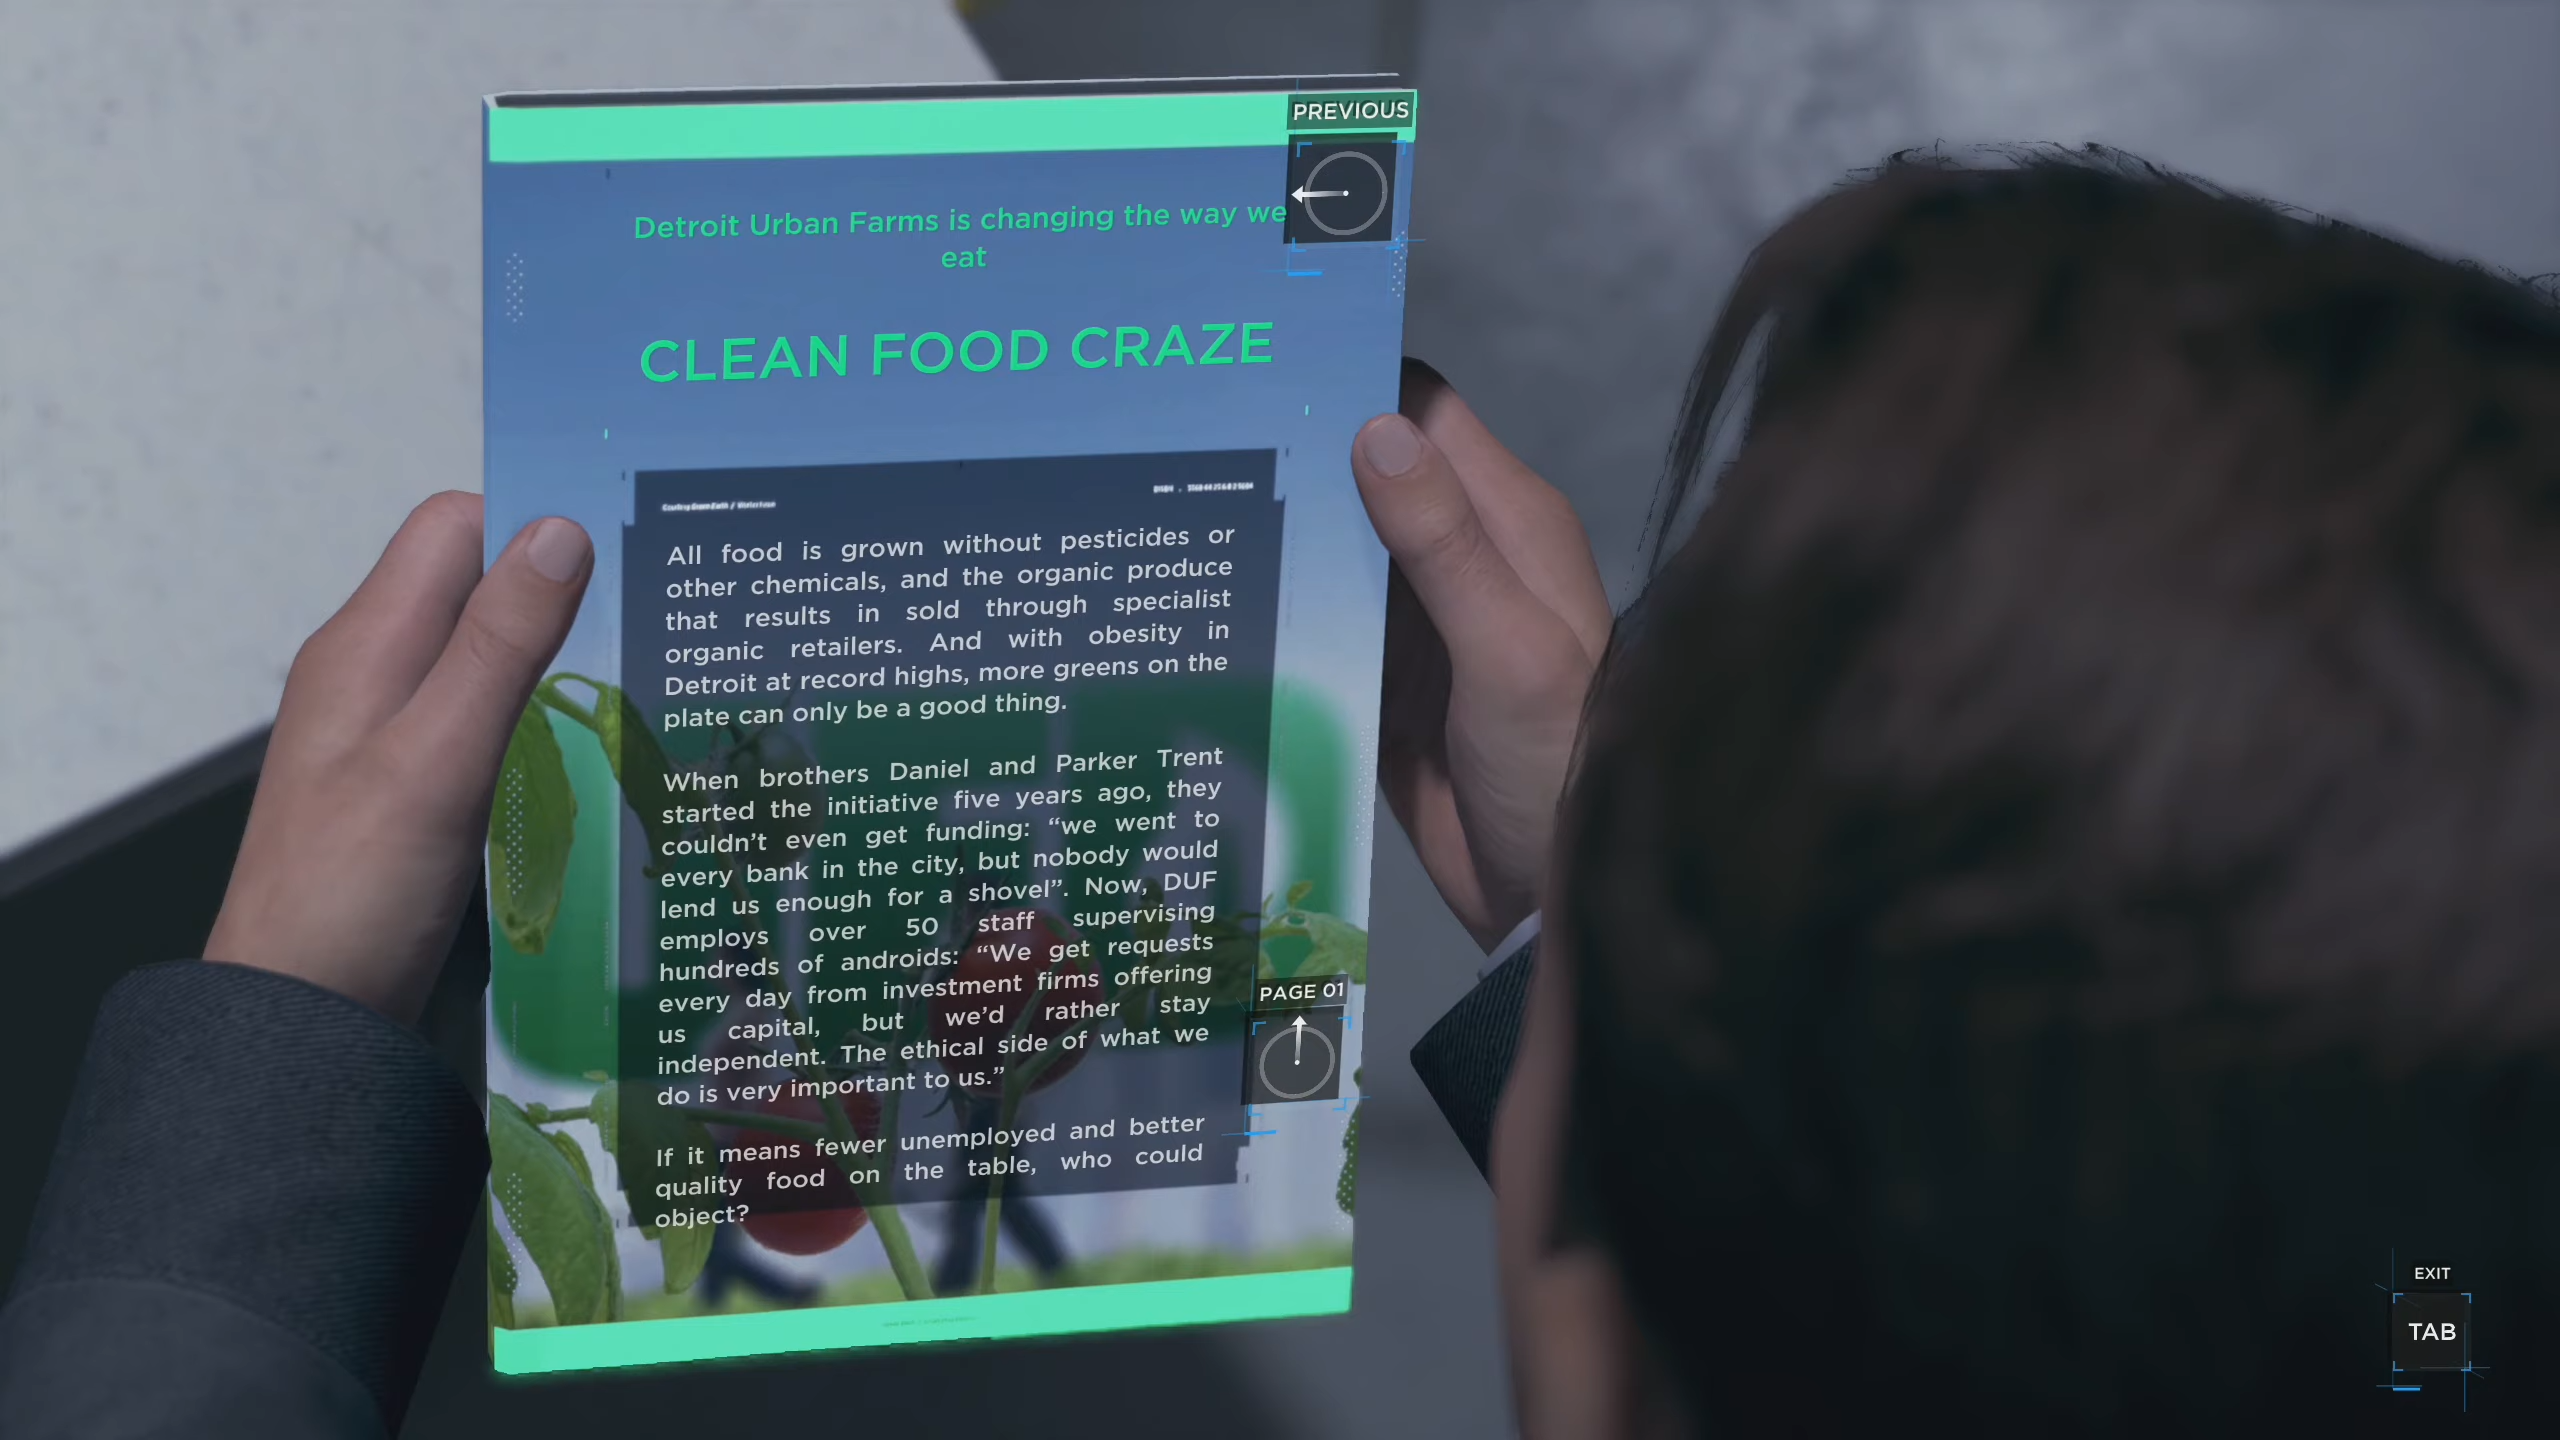 PREVIOUS
Detroit Urban Farms is changing the way we
eat
CLEAN FOOD CRAZE
All food is grown without pesticides or
other chemicals, and the organic produce
that results in sold through specialist
organic retailers. And with obesity in
Detroit at record highs, more greens on the
plate can only be a good thing.
When brothers Daniel and Parker Trent
started the initiative five years ago, they
couldn't even get funding: “we went to
every bank in the city, but nobody would
lend us enough for a shovel”. Now, DUF
employs over 50 staff supervising
hundreds of androids: “We get requests
every day from investment firms offering
us capital, but we’d rather stay
independent. The ethical side of what we
do is very important to us.”
If it means fewer unemployed and better
quality food on the table, who could
object?
PAGE 01
EXIT
TAB